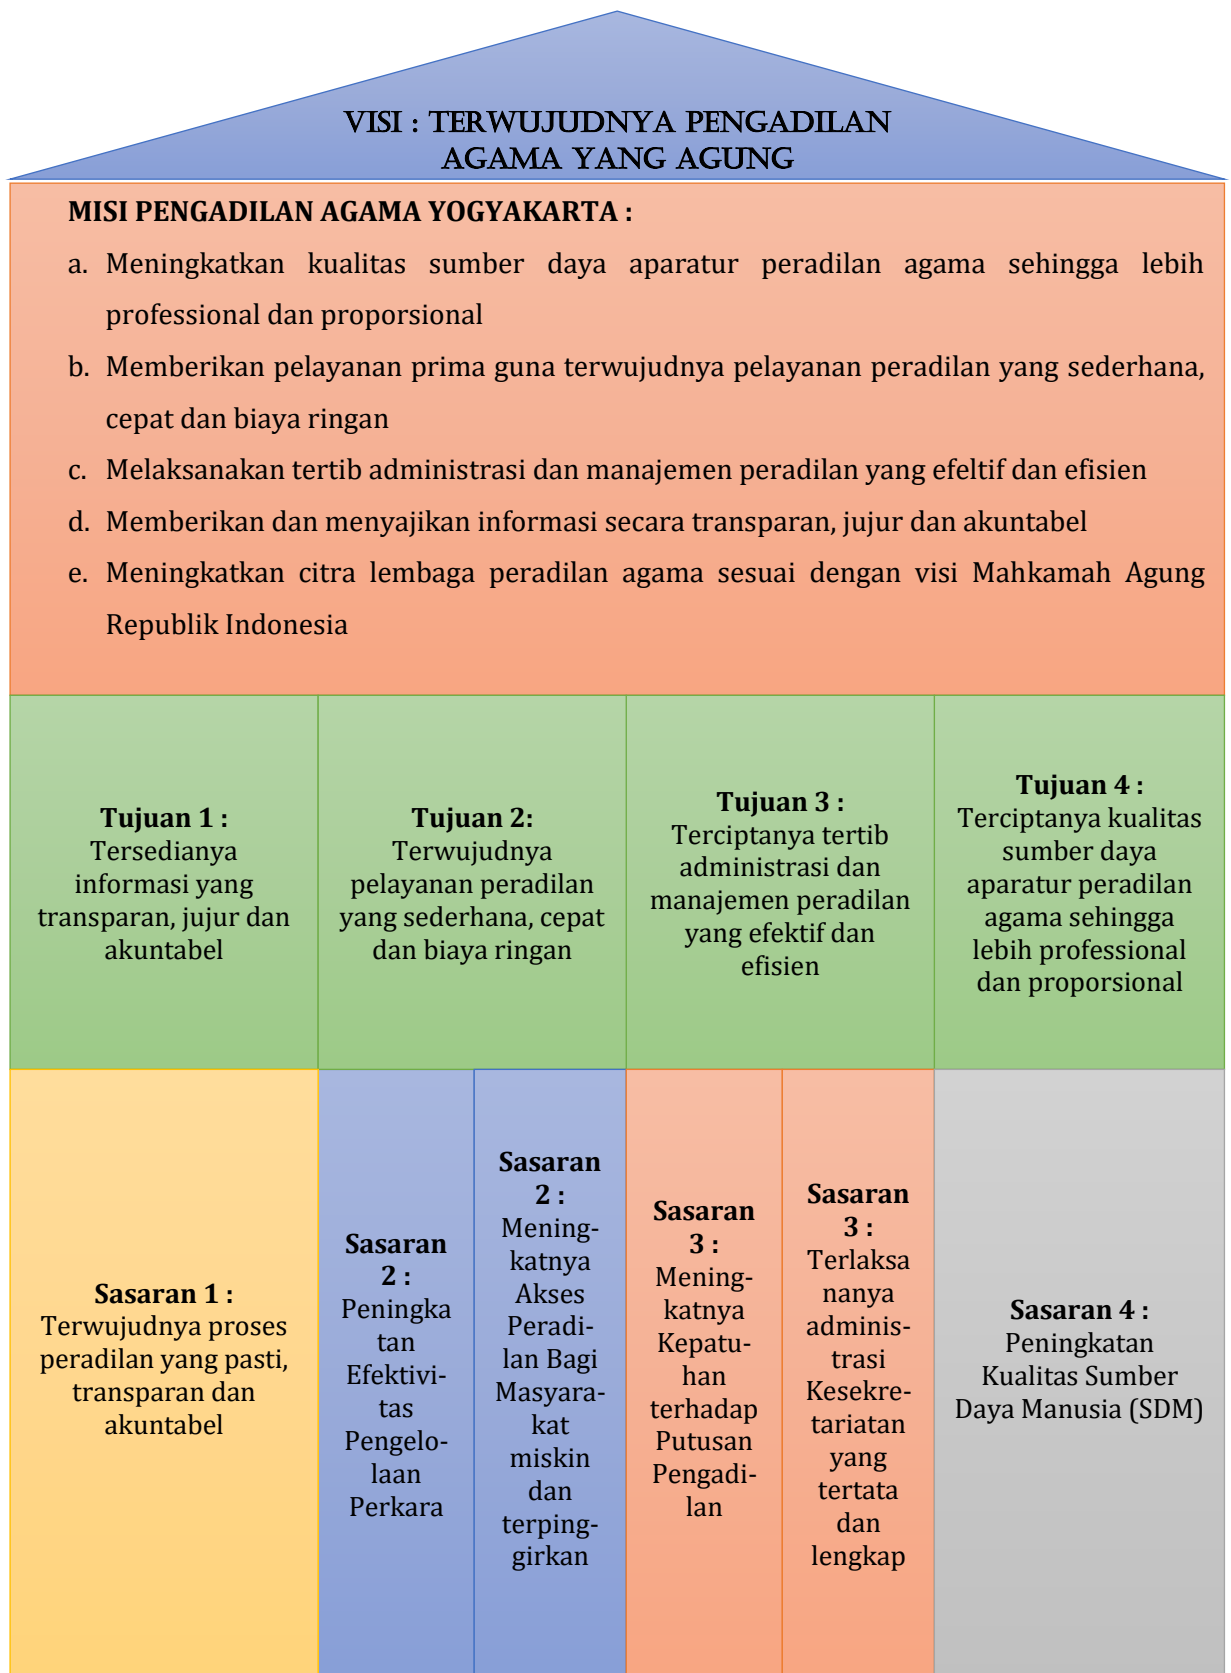 VISI : TERWUJUDNYA PENGADILAN
AGAMA YANG AGUNG
MISI PENGADILAN AGAMA YOGYAKARTA :
a. Meningkatkan kualitas sumber daya aparatur peradilan agama sehingga lebih
professional dan proporsional
b. Memberikan pelayanan prima guna terwujudnya pelayanan peradilan yang sederhana,
cepat dan biaya ringan
c. Melaksanakan tertib administrasi dan manajemen peradilan yang efeltif dan efisien
d. Memberikan dan menyajikan informasi secara transparan, jujur dan akuntabel
e. Meningkatkan citra lembaga peradilan agama sesuai dengan visi Mahkamah Agung
Republik Indonesia
Tujuan 1 :
Tersedianya
informasi yang
transparan, jujur dan
akuntabel
Tujuan 2:
Terwujudnya
pelayanan peradilan
yang sederhana, cepat
dan biaya ringan
Tujuan 3 :
Terciptanya tertib
administrasi dan
manajemen peradilan
yang efektif dan
efisien
Tujuan 4 :
Terciptanya kualitas
sumber daya
aparatur peradilan
agama sehingga
lebih professional
dan proporsional
Sasaran 1 :
Terwujudnya proses
peradilan yang pasti,
transparan dan
akuntabel
Sasaran
2 :
Peningka
tan
Efektivi-
tas
Pengelo-
laan
Perkara
Sasaran
2 :
Mening-
katnya
Akses
Peradi-
lan Bagi
Masyara-
kat
miskin
dan
terping-
girkan
Sasaran
3 :
Mening-
katnya
Kepatu-
han
terhadap
Putusan
Pengadi-
lan
Sasaran
3 :
Terlaksa
nanya
adminis-
trasi
Kesekre-
tariatan
yang
tertata
dan
lengkap
Sasaran 4 :
Peningkatan
Kualitas Sumber
Daya Manusia (SDM)